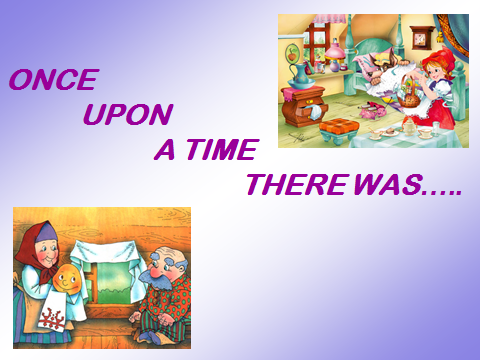 ONCE
UPON
A TIME
THERE WAS.....